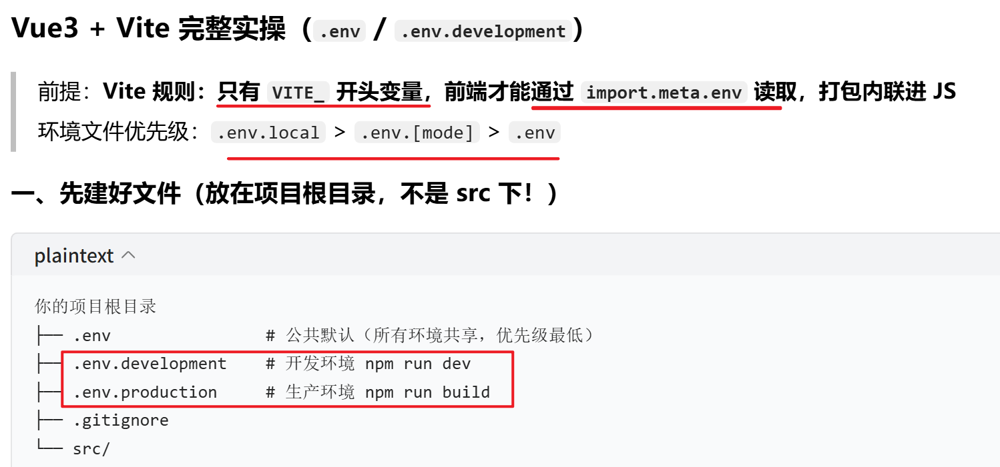 Vue3 + Vite 完整实操（.env / .env.development）
前提：Vite 规则：只有 VITE_ 开头变量，前端才能通过 import.meta.env 读取，打包内联进 JS
环境文件优先级：.env.local > .env.[mode] > .env
一、先建好文件（放在项目根目录，不是 src 下！）
plaintext
你的项目根目录
├── .env # 公共默认（所有环境共享，优先级最低）
├── .env.development # 开发环境 npm run dev
├── .env.production # 生产环境 npm run build
├── .gitignore
└── src/